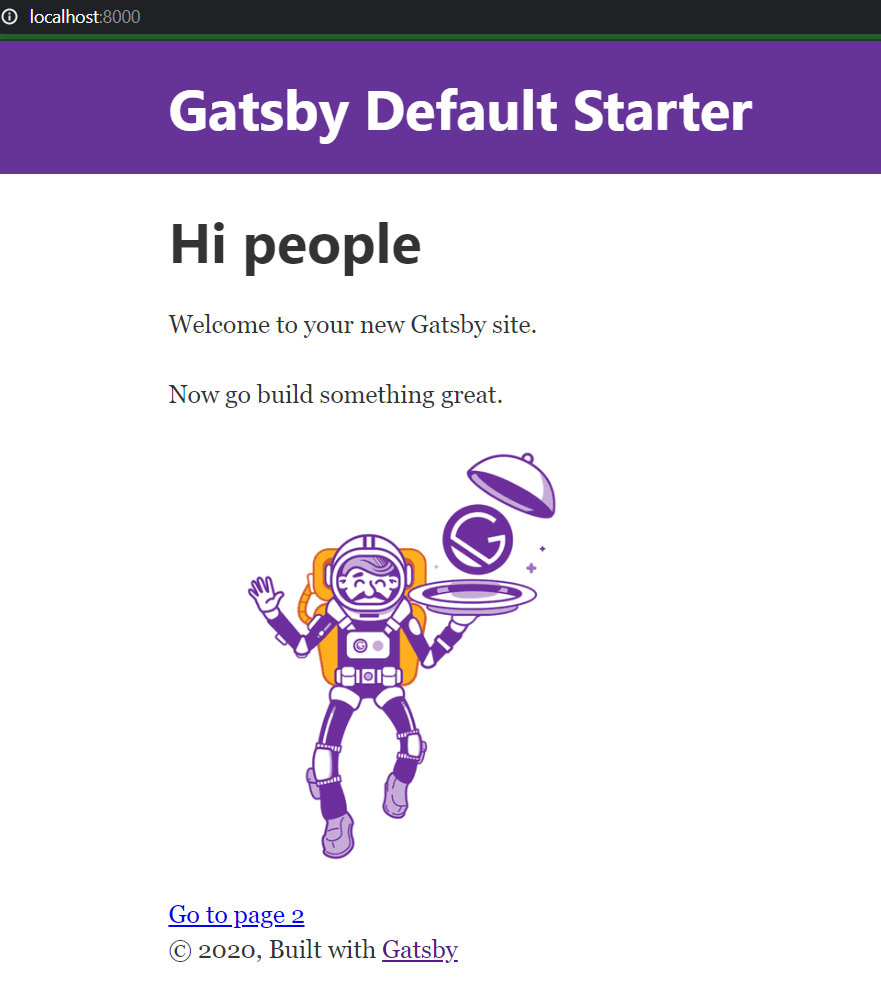 localhost:8000
Gatsby Default Starter
Hi people
Welcome to your new Gatsby site.
Now go build something great.
Go to page 2
© 2020, Built with Gatsby